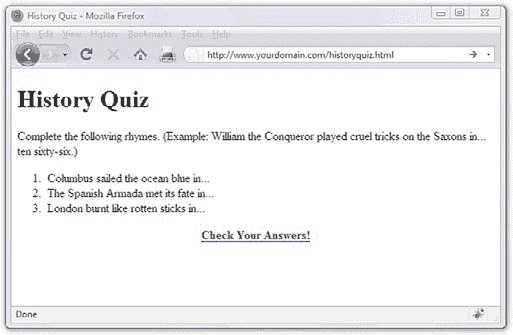 History Quiz - Mozilla Firefox
File Edit View History Bookmarks Tools Help
http://www.yourdomain.com/historyquiz.html
History Quiz
Complete the following rhymes. (Example: William the Conqueror played cruel tricks on the Saxons in...
ten sixty-six.)
1. Columbus sailed the ocean blue in...
2. The Spanish Armada met its fate in...
3. London burnt like rotten sticks in...
Check Your Answers!
Done